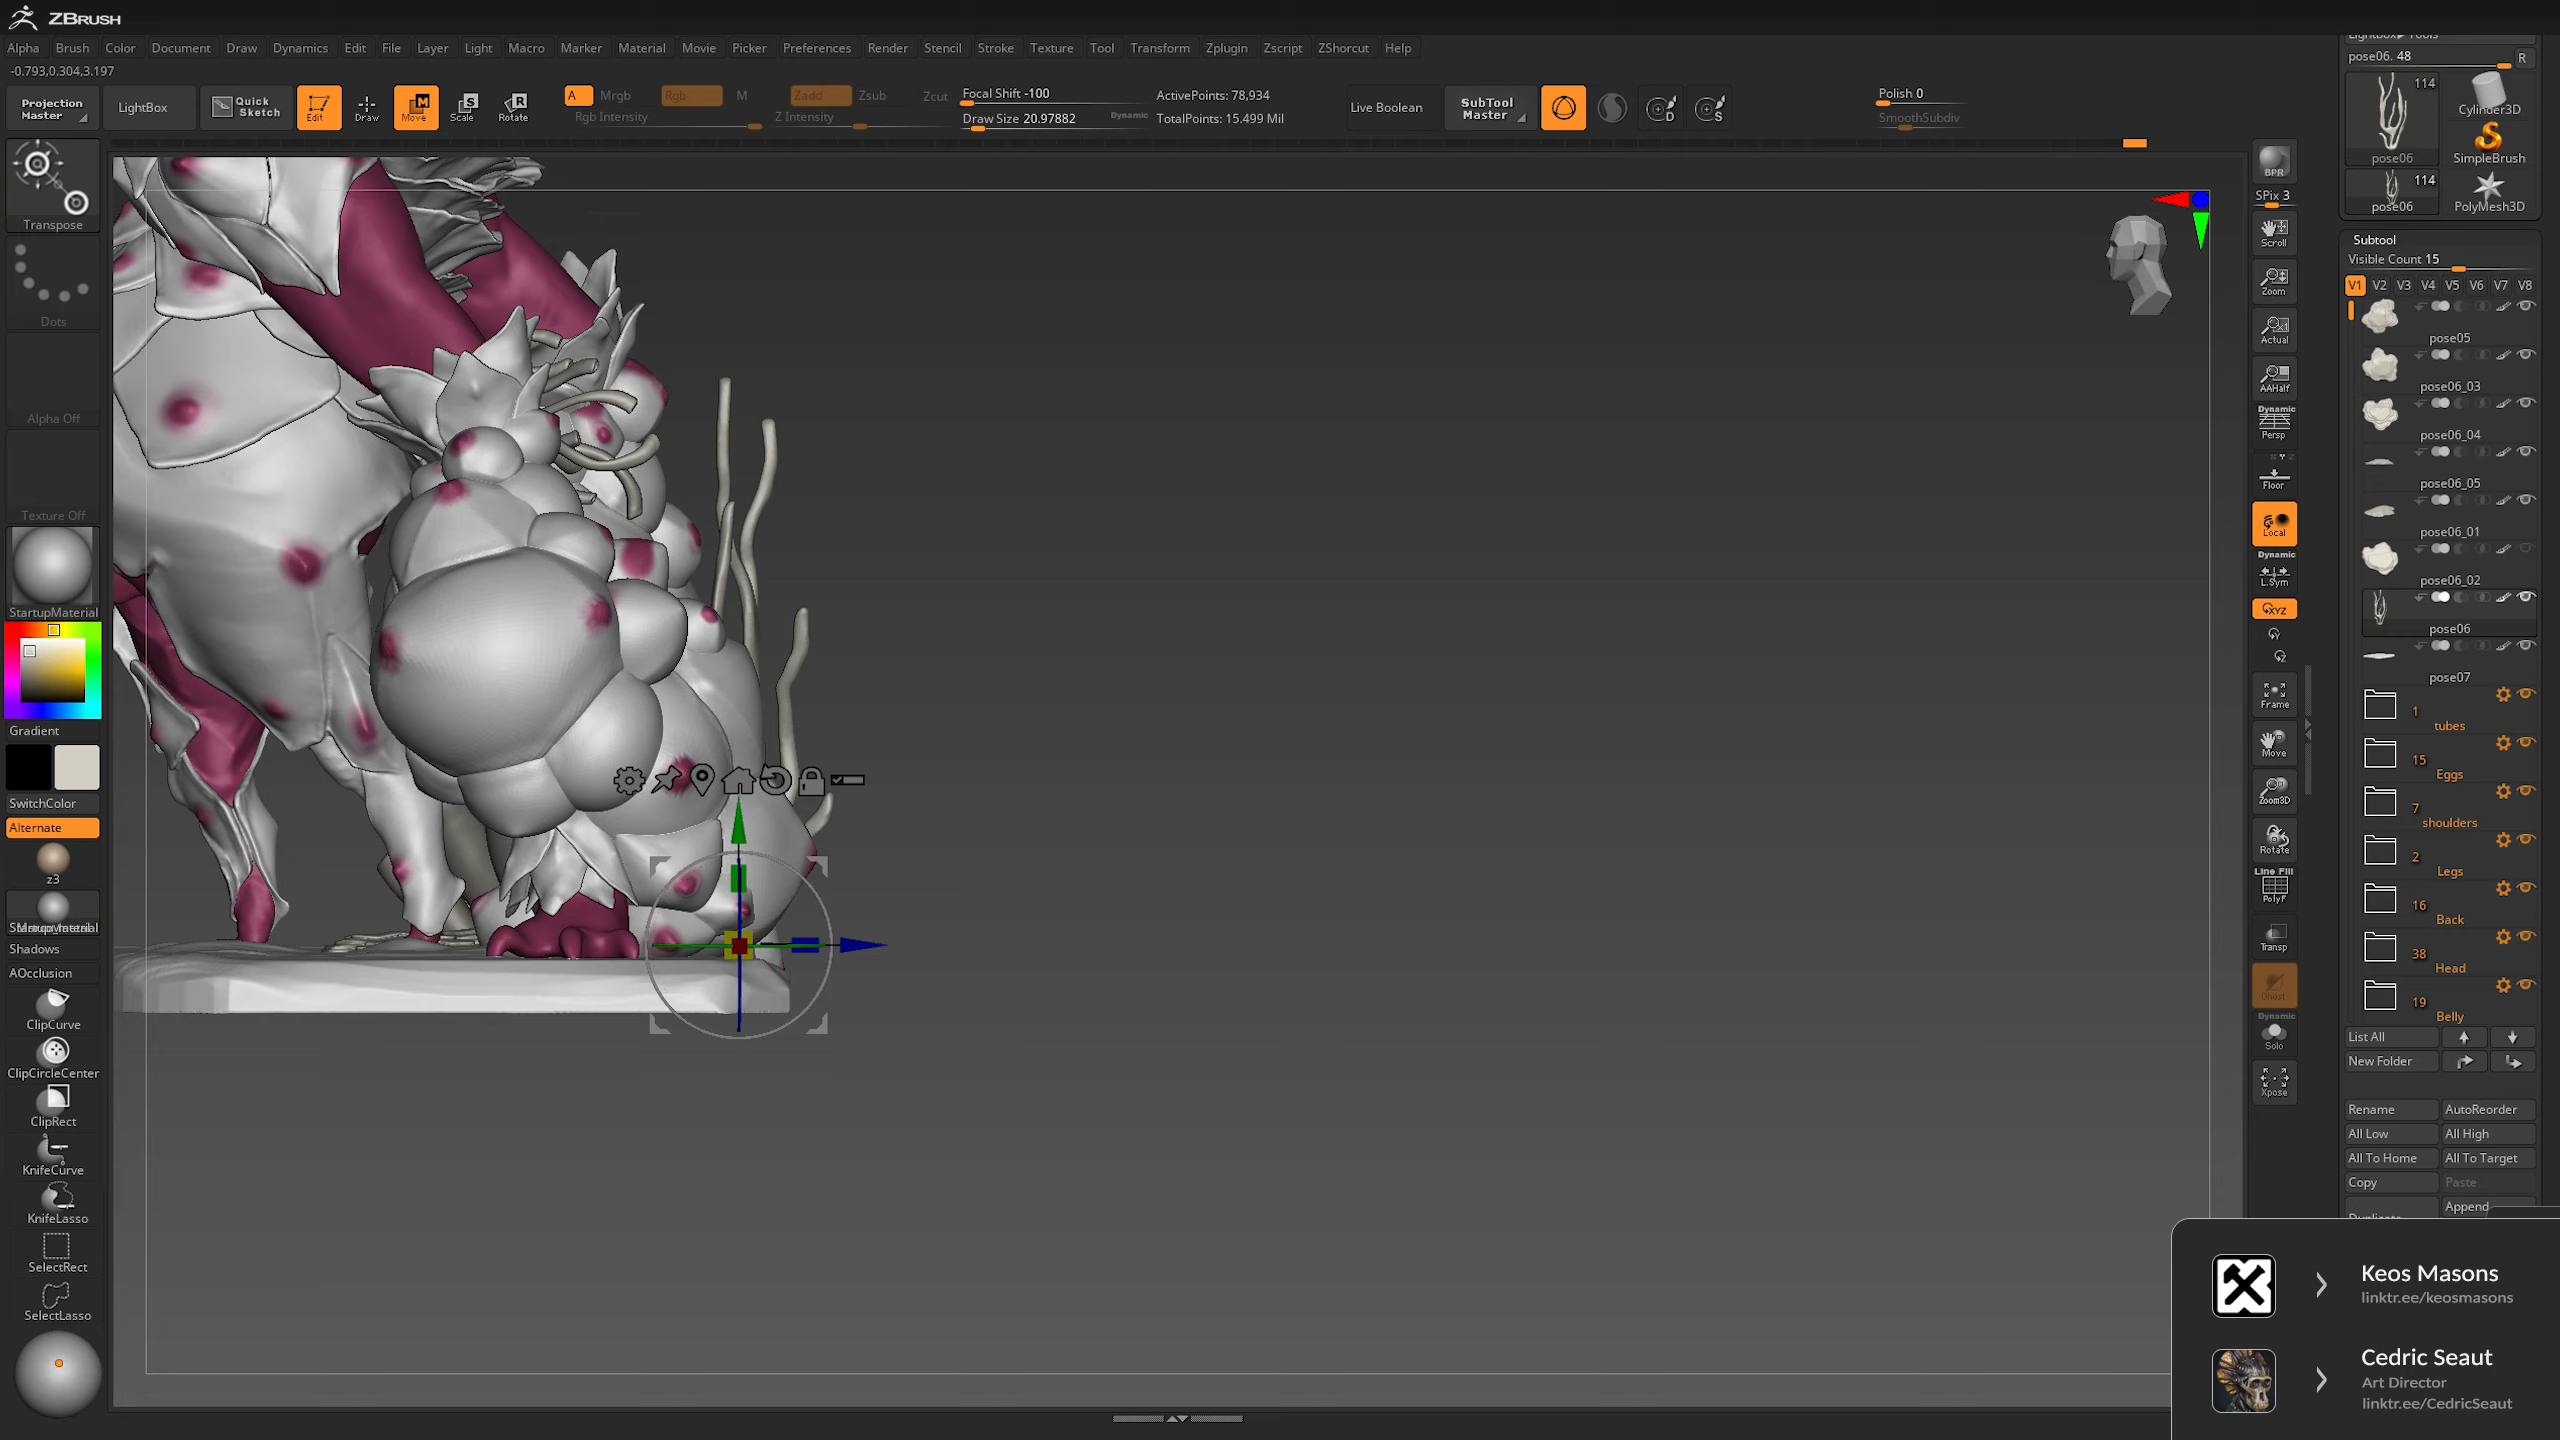 ZBRUSH
Alpha Brush Color Document Draw Dynamics Edit File Layer Light Macro Marker Material Movie Picker Preferences Render Stencil Stroke Texture Tool Transform Zplugin Zscript ZShorcut Help
-0.793,0.304,3.197
Projection Master
LightBox
Quick Sketch
Edit
Draw
Move
Scale
Rotate
A
Mrgb
Rgb
M
Zadd
Zsub
Zcut
Rgb Intensity
Z Intensity
Focal Shift -100
Draw Size 20.97882
Dynamic
ActivePoints: 78,934
TotalPoints: 15.499 Mil
Live Boolean
SubTool Master
D
S
Polish 0
SmoothSubdiv
Transpose
Dots
Alpha Off
Texture Off
StartupMaterial
Gradient
SwitchColor
Alternate
z3
Shadows
AOcclusion
ClipCurve
ClipCircleCenter
ClipRect
KnifeCurve
KnifeLasso
SelectRect
SelectLasso
BPR
SPix 3
Scroll
Zoom
Actual
AAHalf
Dynamic
Persp
Floor
Local
Dynamic
L.Sym
XYZ
Y
Z
Frame
Move
Zoom3D
Rotate
Line Fill
PolyF
Transp
Ghost
Dynamic
Solo
Xpose
Lightbox▸ Tools
pose06. 48
R
114
pose06
Cylinder3D
SimpleBrush
114
pose06
PolyMesh3D
Subtool
Visible Count 15
V1 V2 V3 V4 V5 V6 V7 V8
pose05
pose06_03
pose06_04
pose06_05
pose06_01
pose06_02
pose06
pose07
1
tubes
15
Eggs
7
shoulders
2
Legs
16
Back
38
Head
19
Belly
List All
New Folder
Rename
AutoReorder
All Low
All High
All To Home
All To Target
Copy
Paste
Duplicate
Append
Keos Masons
linktr.ee/keosmasons
Cedric Seaut
Art Director
linktr.ee/CedricSeaut